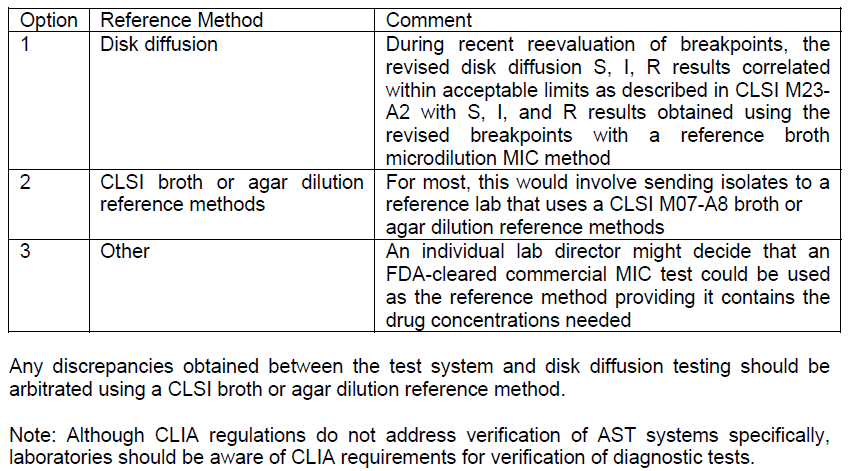 Option Reference Method Comment
1 Disk diffusion During recent reevaluation of breakpoints, the
revised disk diffusion S, I, R results correlated
within acceptable limits as described in CLSI M23-
A2 with S, I, and R results obtained using the
revised breakpoints with a reference broth
microdilution MIC method
2 CLSI broth or agar dilution For most, this would involve sending isolates to a
reference methods reference lab that uses a CLSI M07-A8 broth or
agar dilution reference methods
3 Other An individual lab director might decide that an
FDA-cleared commercial MIC test could be used
as the reference method providing it contains the
drug concentrations needed
Any discrepancies obtained between the test system and disk diffusion testing should be
arbitrated using a CLSI broth or agar dilution reference method.
Note: Although CLIA regulations do not address verification of AST systems specifically,
laboratories should be aware of CLIA requirements for verification of diagnostic tests.